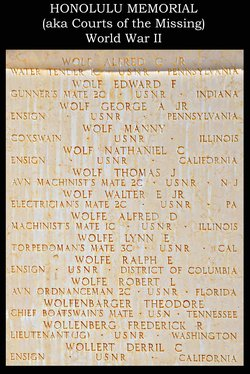 HONOLULU MEMORIAL
(aka Courts of the Missing)
World War II
WOLF ALFRED C JR
WATER TENDER 1C · USNR · PENNSYLVANIA
WOLF EDWARD F
GUNNER'S MATE 2C · USNR · INDIANA
WOLF GEORGE A JR
ENSIGN · USNR · PENNSYLVANIA
WOLF MANNY
COXSWAIN · USNR · ILLINOIS
WOLF NATHANIEL C
ENSIGN · USNR · CALIFORNIA
WOLF THOMAS J
AVN MACHINIST'S MATE 2C · USNR · N J
WOLF WALTER E JR
ELECTRICIAN'S MATE 2C · USNR · PA
WOLFE ALFRED D
MACHINIST'S MATE 1C · USNR · ILLINOIS
WOLFE LYNN E
TORPEDOMAN'S MATE 3C · USNR · CAL
WOLFE RALPH E
ENSIGN · USNR · DISTRICT OF COLUMBIA
WOLFE ROBERT L
AVN ORDNANCEMAN 2C · USNR · FLORIDA
WOLFENBARGER THEODORE
CHIEF BOATSWAIN'S MATE · USN · TENNESSEE
WOLLENBERG FREDERICK R
LIEUTENANT(JG) · USNR · WASHINGTON
WOLLERT DERRIL C
ENSIGN · USNR · CALIFORNIA